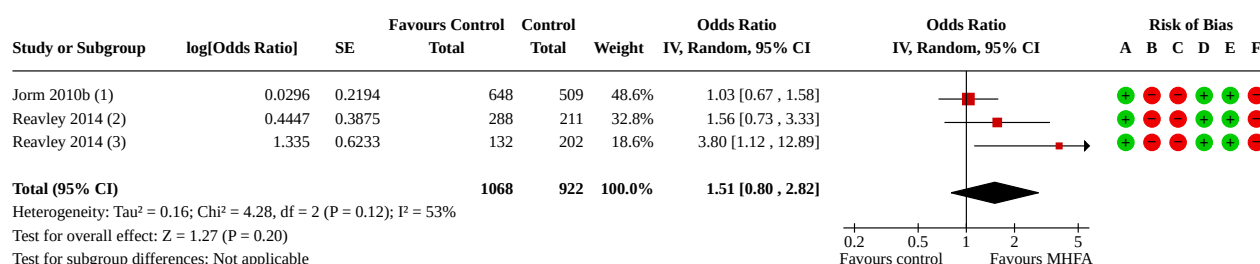 Favours Control Control Odds Ratio Odds Ratio Risk of Bias
Study or Subgroup log[Odds Ratio] SE Total Total Weight IV, Random, 95% CI IV, Random, 95% CI A B C D E F
Jorm 2010b (1) 0.0296 0.2194 648 509 48.6% 1.03 [0.67 , 1.58] + − − + + −
Reavley 2014 (2) 0.4447 0.3875 288 211 32.8% 1.56 [0.73 , 3.33] + − − + + −
Reavley 2014 (3) 1.335 0.6233 132 202 18.6% 3.80 [1.12 , 12.89] + − − + + −
Total (95% CI) 1068 922 100.0% 1.51 [0.80 , 2.82]
Heterogeneity: Tau² = 0.16; Chi² = 4.28, df = 2 (P = 0.12); I² = 53%
Test for overall effect: Z = 1.27 (P = 0.20)
0.2 0.5 1 2 5
Test for subgroup differences: Not applicable Favours control Favours MHFA